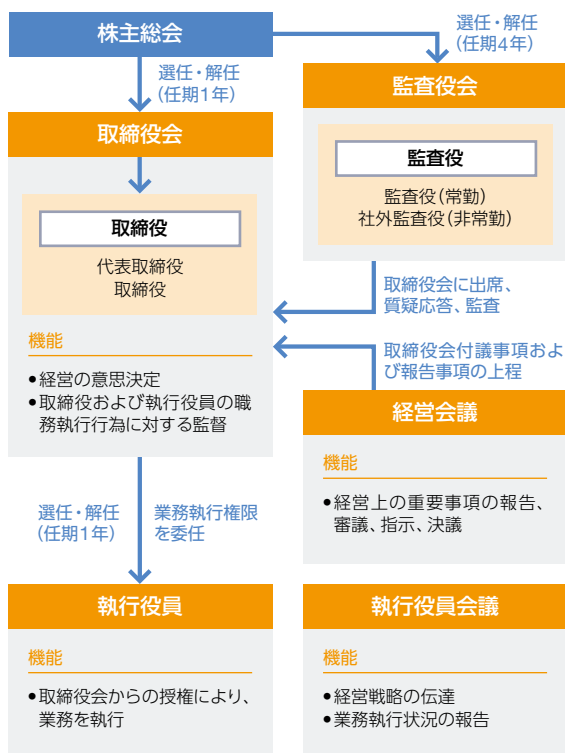 株主総会
選任・解任
(任期1年)
選任・解任
(任期4年)
取締役会
取締役
代表取締役
取締役
機能
●経営の意思決定
●取締役および執行役員の職
務執行行為に対する監督
監査役会
監査役
監査役(常勤)
社外監査役(非常勤)
取締役会に出席、
質疑応答、監査
取締役会付議事項およ
び報告事項の上程
経営会議
機能
●経営上の重要事項の報告、
審議、指示、決議
選任・解任
(任期1年)
業務執行権限
を委任
執行役員
機能
●取締役会からの授権により、
業務を執行
執行役員会議
機能
●経営戦略の伝達
●業務執行状況の報告